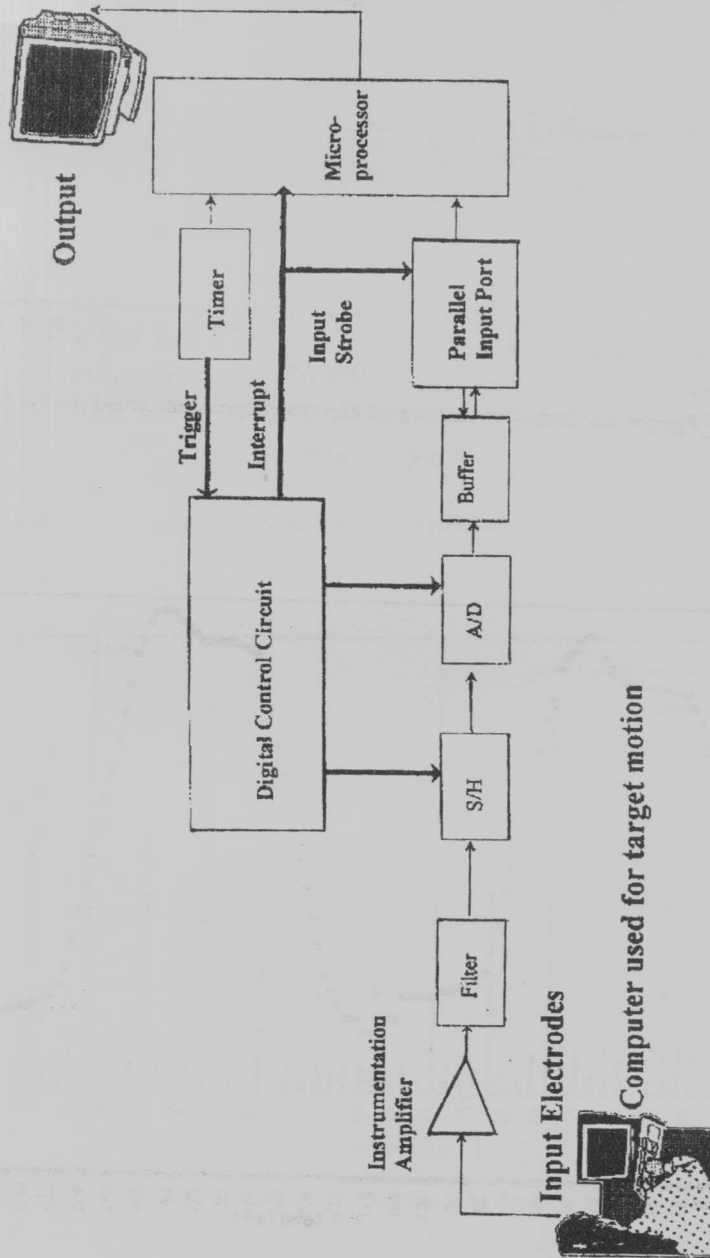 Output
Timer
Micro-
processor
Trigger
Interrupt
Input
Strobe
Parallel
Input Port
Digital Control Circuit
Buffer
A/D
S/H
Filter
Instrumentation
Amplifier
Input Electrodes
Computer used for target motion